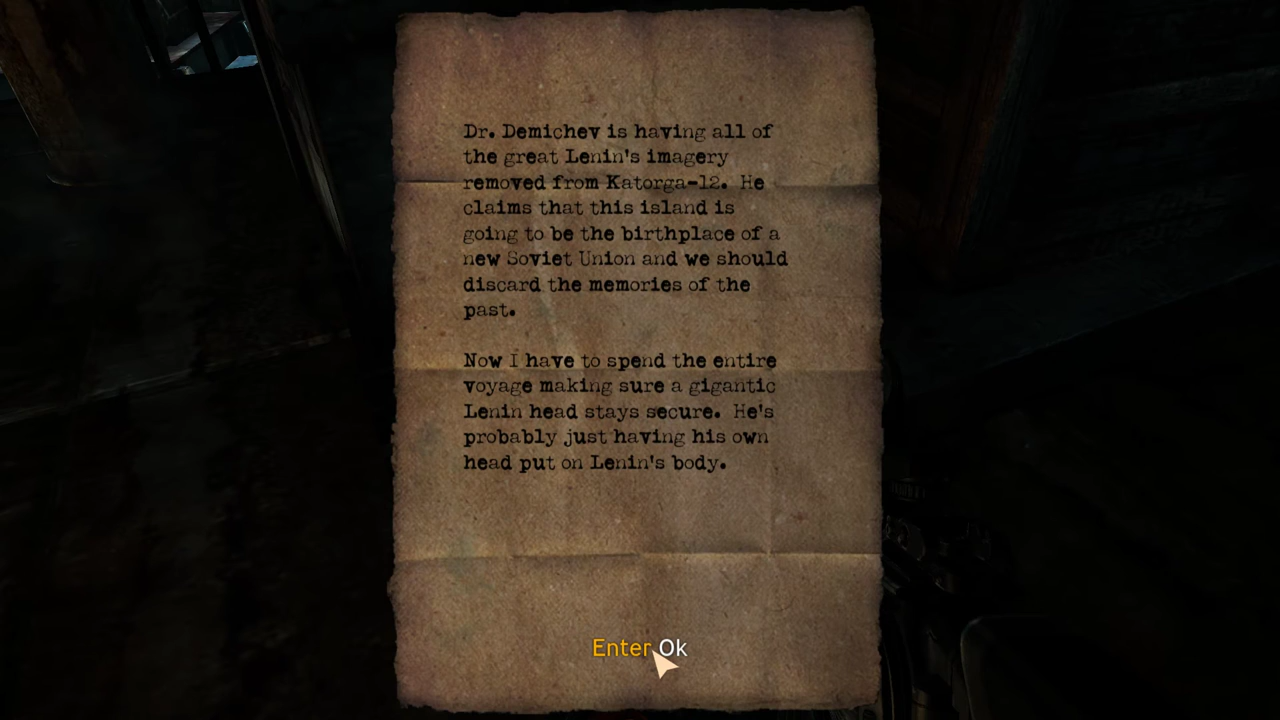 Dr. Demichev is having all of
the great Lenin's imagery
removed from Katorga-12. He
claims that this island is
going to be the birthplace of a
new Soviet Union and we should
discard the memories of the
past.
Now I have to spend the entire
voyage making sure a gigantic
Lenin head stays secure. He's
probably just having his own
head put on Lenin's body.
Enter Ok